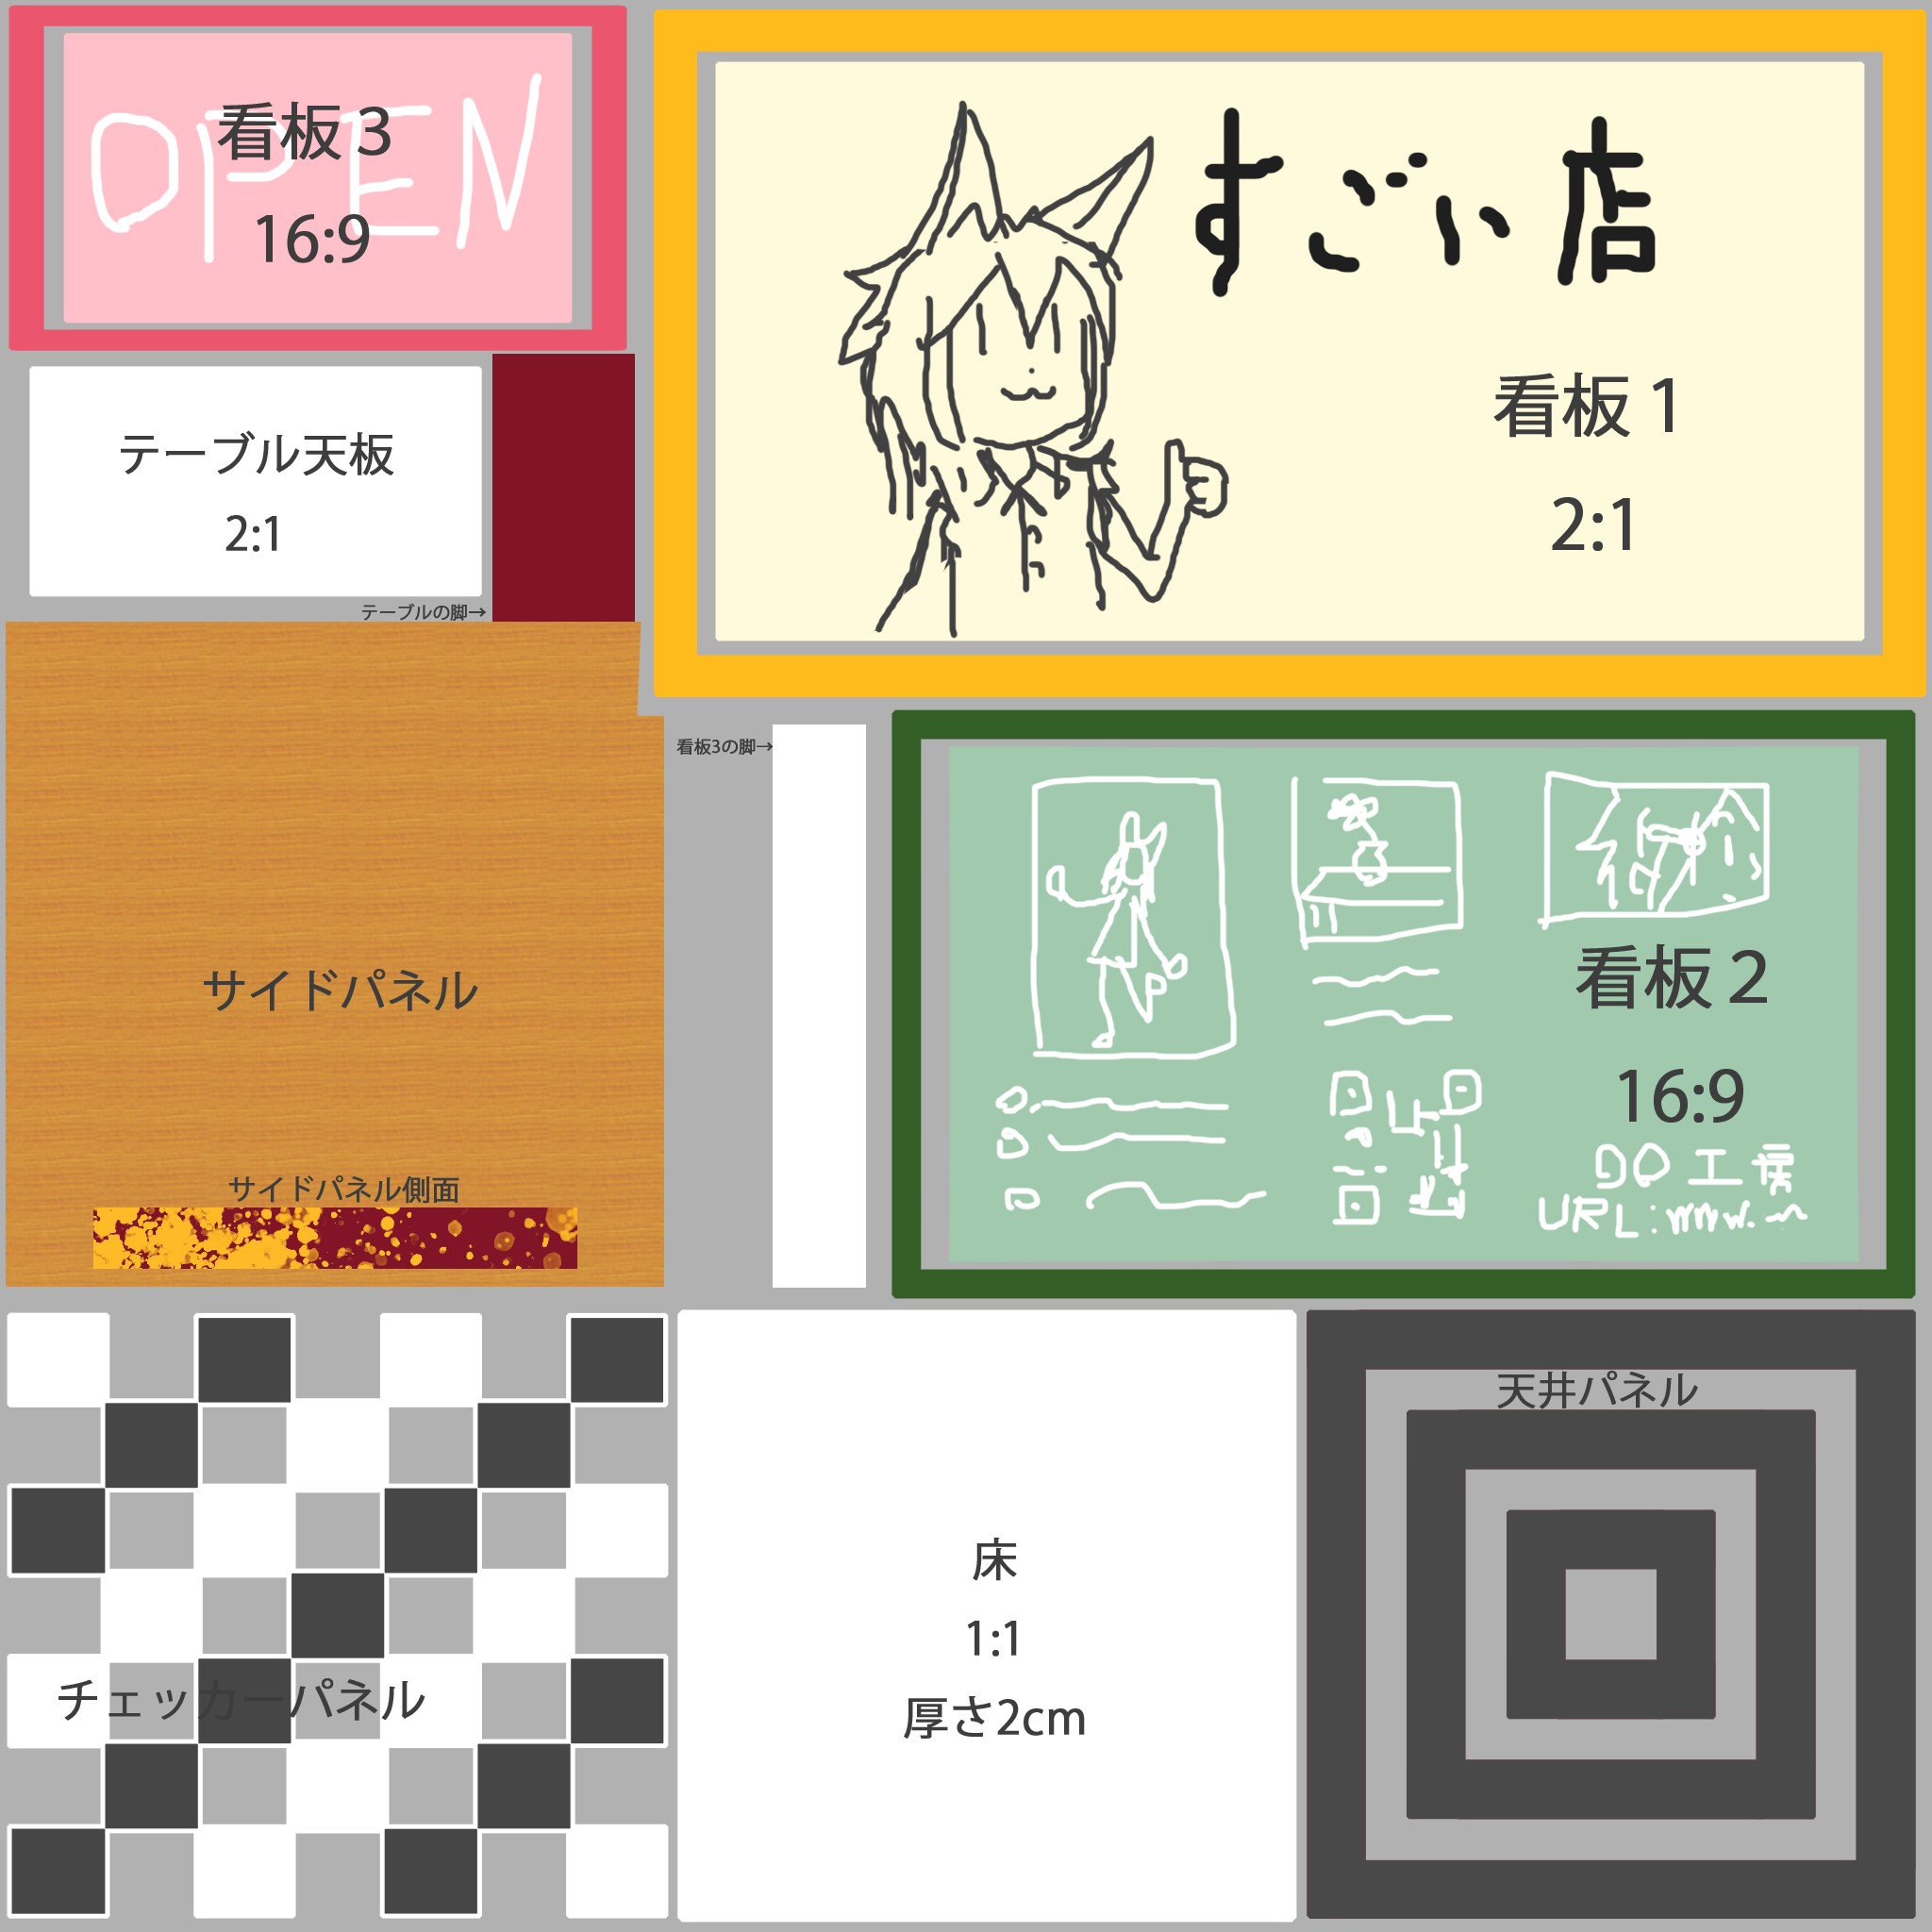 OPEN
看板 3
16:9
すごい店
看板 1
2:1
テーブル天板
2:1
テーブルの脚→
サイドパネル
サイドパネル側面
看板3の脚→
看板 2
16:9
URL:
チェッカーパネル
床
1:1
厚さ2cm
天井パネル